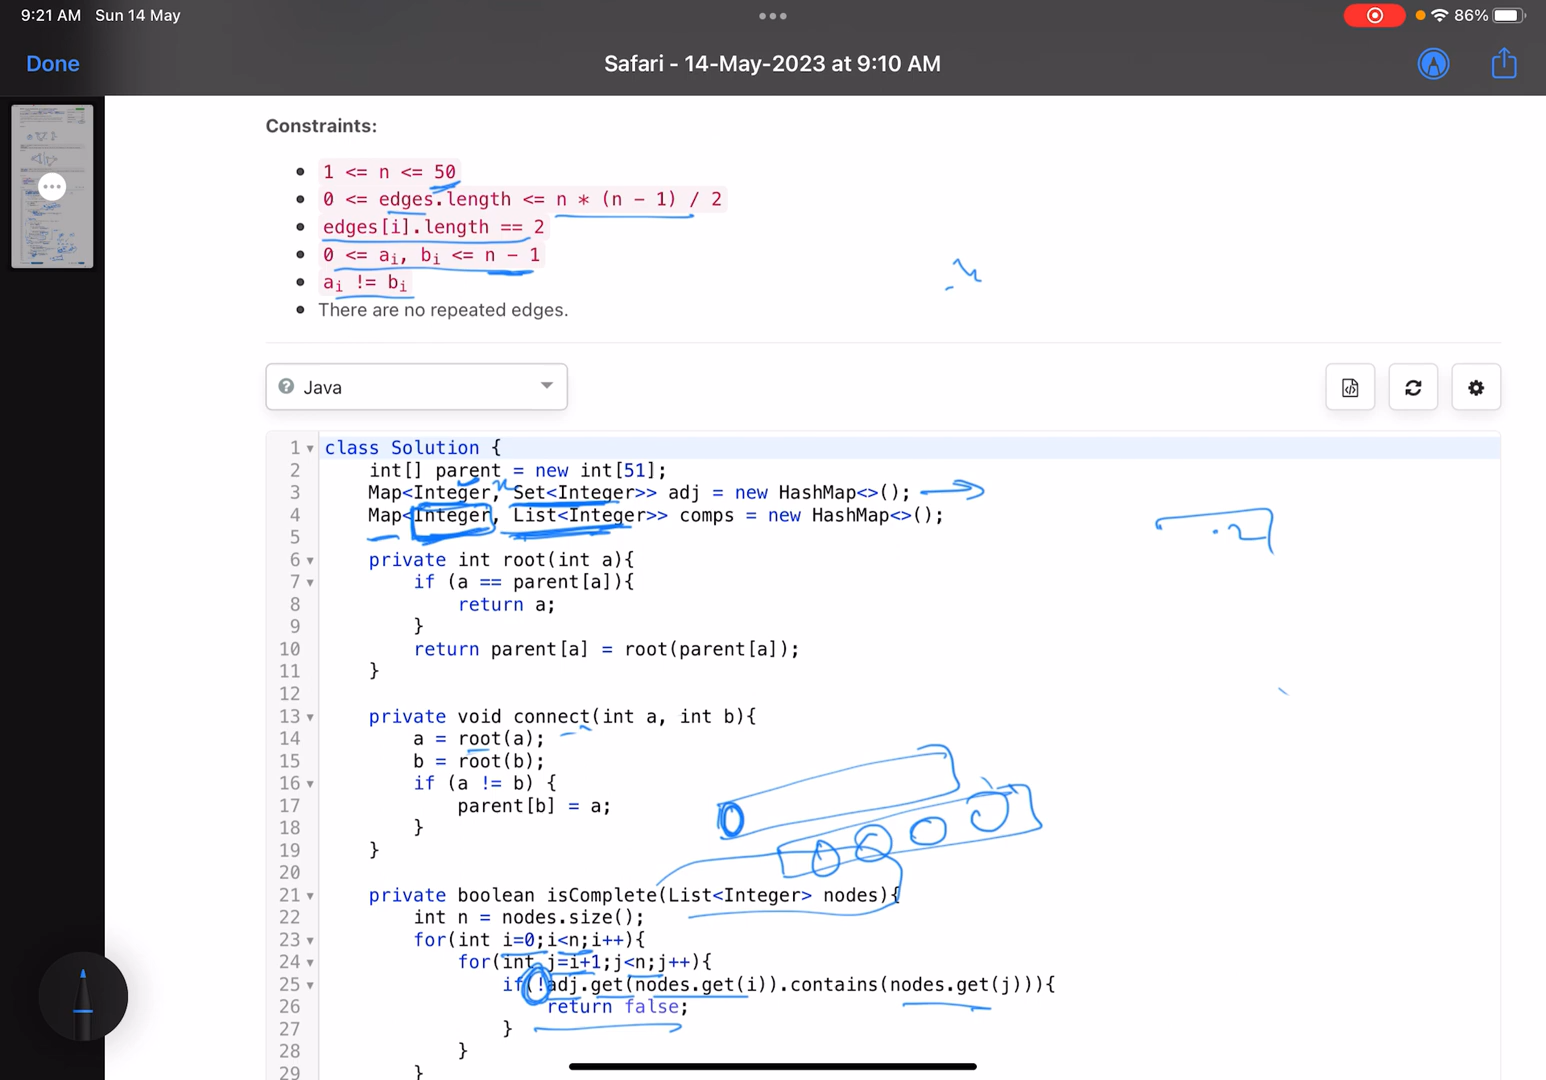 9:21 AM Sun 14 May
86%
Done
Safari - 14-May-2023 at 9:10 AM
Constraints:
1 <= n <= 50
0 <= edges.length <= n * (n - 1) / 2
edges[i].length == 2
0 <= ai, bi <= n - 1
ai != bi
There are no repeated edges.
Java
1 class Solution {
2 int[] parent = new int[51];
3 Map<Integer, Set<Integer>> adj = new HashMap<>();
4 Map<Integer, List<Integer>> comps = new HashMap<>();
5
6 private int root(int a){
7 if (a == parent[a]){
8 return a;
9 }
10 return parent[a] = root(parent[a]);
11 }
12
13 private void connect(int a, int b){
14 a = root(a);
15 b = root(b);
16 if (a != b) {
17 parent[b] = a;
18 }
19 }
20
21 private boolean isComplete(List<Integer> nodes){
22 int n = nodes.size();
23 for(int i=0;i<n;i++){
24 for(int j=i+1;j<n;j++){
25 if(!adj.get(nodes.get(i)).contains(nodes.get(j))){
26 return false;
27 }
28 }
29 }